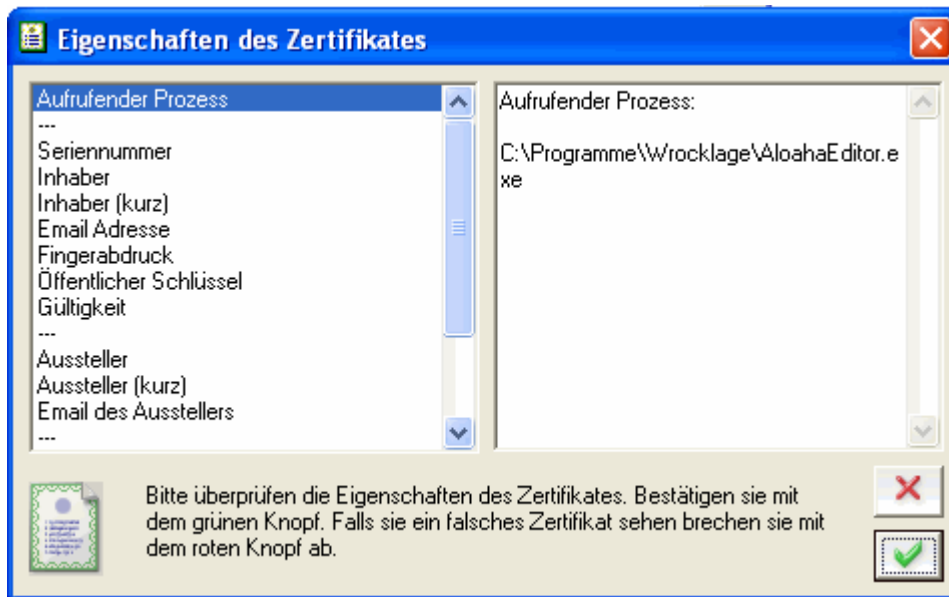 Eigenschaften des Zertifikates
Aufrufender Prozess
---
Seriennummer
Inhaber
Inhaber (kurz)
Email Adresse
Fingerabdruck
Öffentlicher Schlüssel
Gültigkeit
---
Aussteller
Aussteller (kurz)
Email des Ausstellers
---
Aufrufender Prozess:
C:\Programme\Wrocklage\AloahaEditor.e
xe
Bitte überprüfen die Eigenschaften des Zertifikates. Bestätigen sie mit
dem grünen Knopf. Falls sie ein falsches Zertifikat sehen brechen sie mit
dem roten Knopf ab.